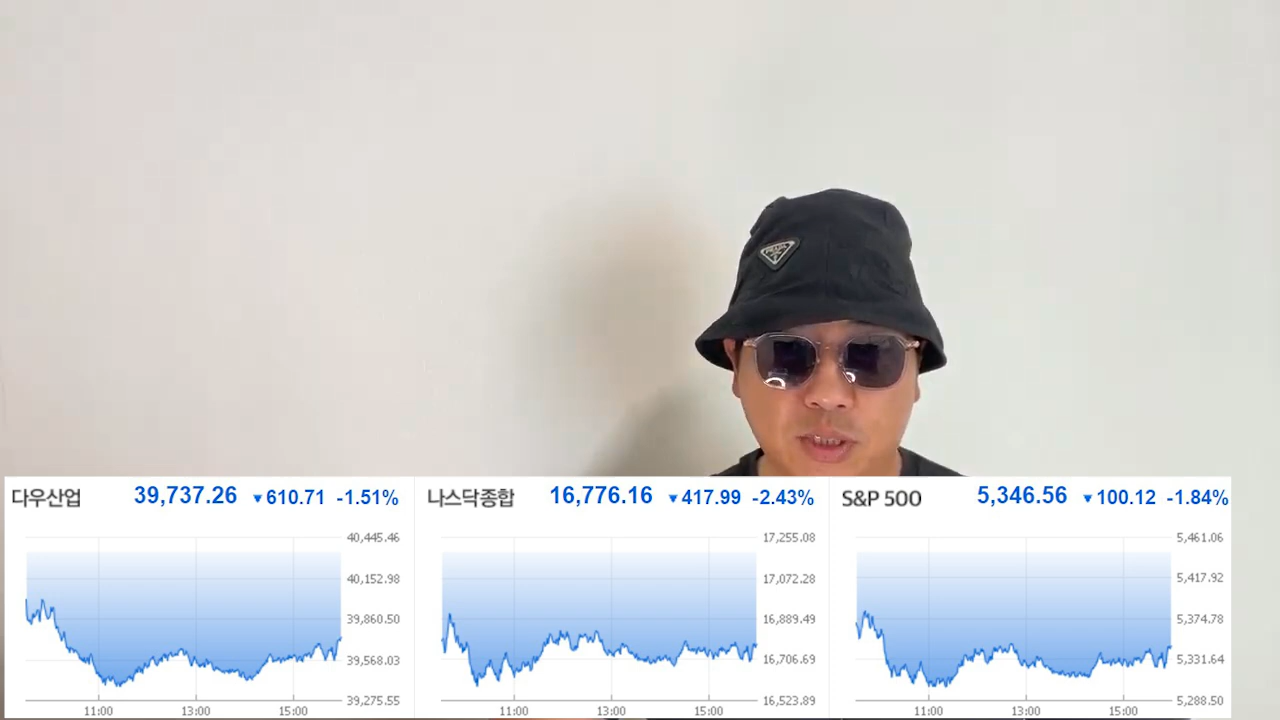 PRADA
다우산업 39,737.26 ▼610.71 -1.51%
40,445.46
40,152.98
39,860.50
39,568.03
39,275.55
11:00 13:00 15:00
나스닥종합 16,776.16 ▼417.99 -2.43%
17,255.08
17,072.28
16,889.49
16,706.69
16,523.89
11:00 13:00 15:00
S&P 500 5,346.56 ▼100.12 -1.84%
5,461.06
5,417.92
5,374.78
5,331.64
5,288.50
11:00 13:00 15:00